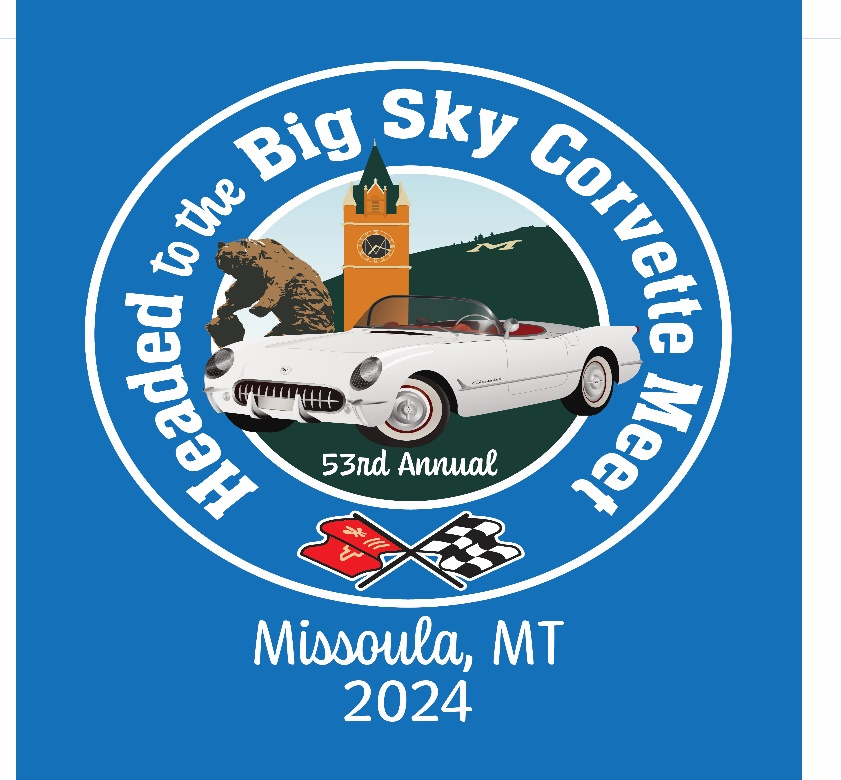 Headed to the Big Sky Corvette Meet
M
53rd Annual
Missoula, MT
2024